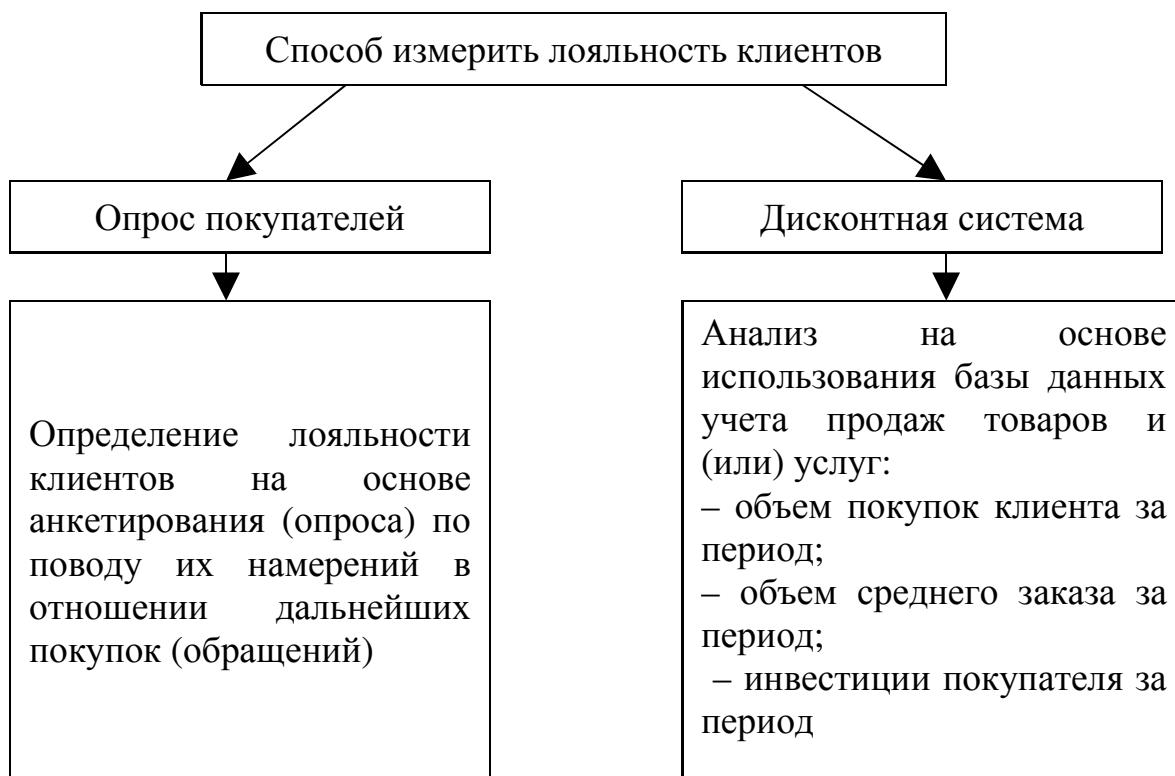 Способ измерить лояльность клиентов
Опрос покупателей
Дисконтная система
Определение лояльности
клиентов на основе
анкетирования (опроса) по
поводу их намерений в
отношении дальнейших
покупок (обращений)
Анализ на основе
использования базы данных
учета продаж товаров и
(или) услуг:
– объем покупок клиента за
период;
– объем среднего заказа за
период;
– инвестиции покупателя за
период